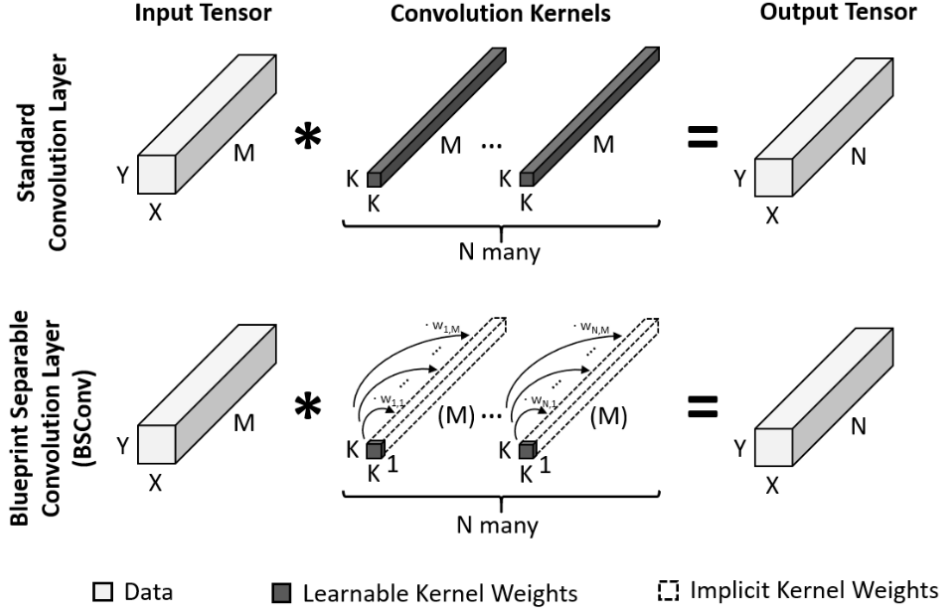 Input Tensor
Convolution Kernels
Output Tensor
Standard
Convolution Layer
Y
X
M
*
K
K
M
...
K
K
M
N many
=
Y
X
N
Blueprint Separable
Convolution Layer
(BSConv)
Y
X
M
*
· w1,M
...
...
· w1,1
K
K
1
(M)
...
· wN,M
...
...
· wN,1
K
K
1
(M)
N many
=
Y
X
N
Data
Learnable Kernel Weights
Implicit Kernel Weights